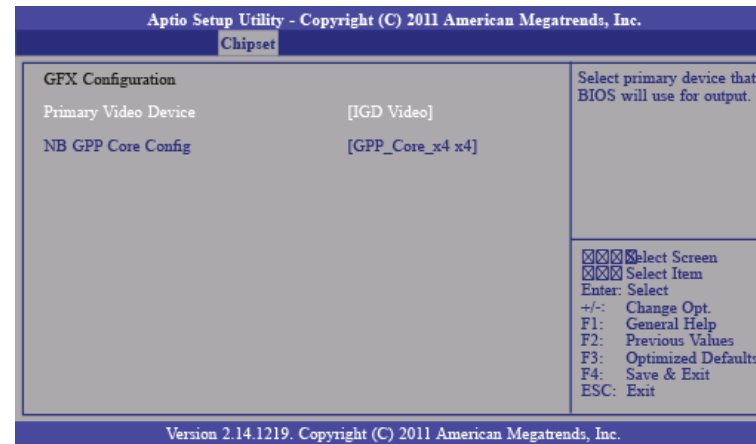 Aptio Setup Utility - Copyright (C) 2011 American Megatrends, Inc.
Chipset
GFX Configuration
Primary Video Device [IGD Video]
NB GPP Core Config [GPP_Core_x4 x4]
Select primary device that
BIOS will use for output.
Select Screen
Select Item
Enter: Select
+/-: Change Opt.
F1: General Help
F2: Previous Values
F3: Optimized Defaults
F4: Save & Exit
ESC: Exit
Version 2.14.1219. Copyright (C) 2011 American Megatrends, Inc.